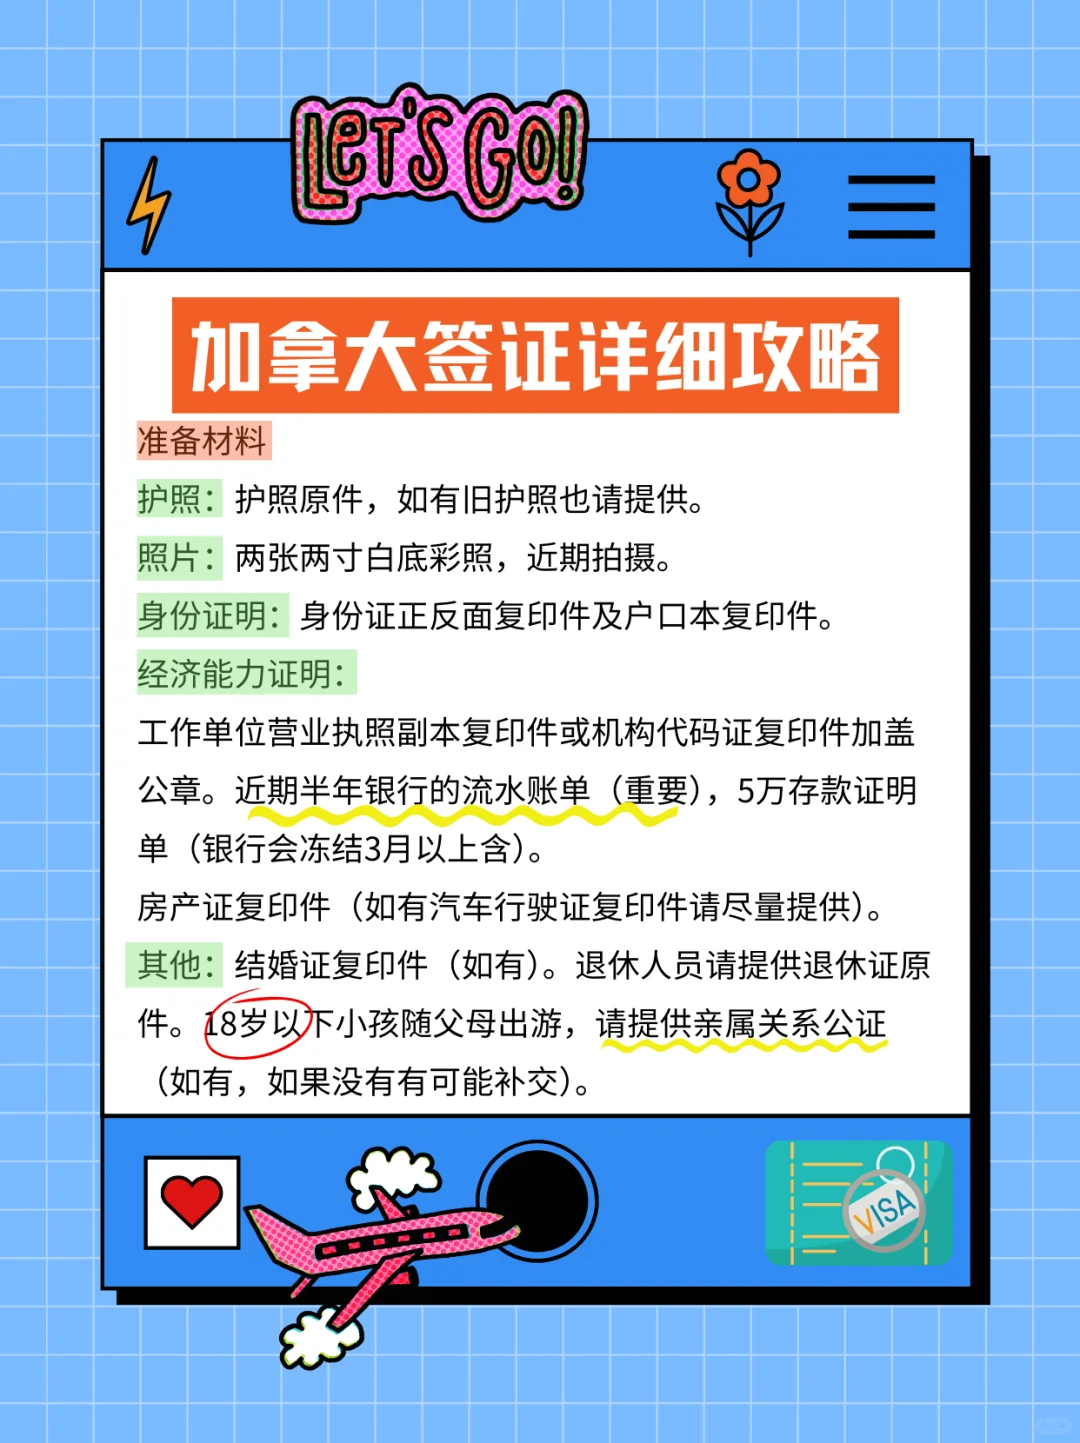 LET'S GO!
加拿大签证详细攻略
准备材料
护照：护照原件，如有旧护照也请提供。
照片：两张两寸白底彩照，近期拍摄。
身份证明：身份证正反面复印件及户口本复印件。
经济能力证明：
工作单位营业执照副本复印件或机构代码证复印件加盖
公章。近期半年银行的流水账单（重要），5万存款证明
单（银行会冻结3月以上含）。
房产证复印件（如有汽车行驶证复印件请尽量提供）。
其他：结婚证复印件（如有）。退休人员请提供退休证原
件。18岁以下小孩随父母出游，请提供亲属关系公证
（如有，如果没有有可能补交）。
VISA